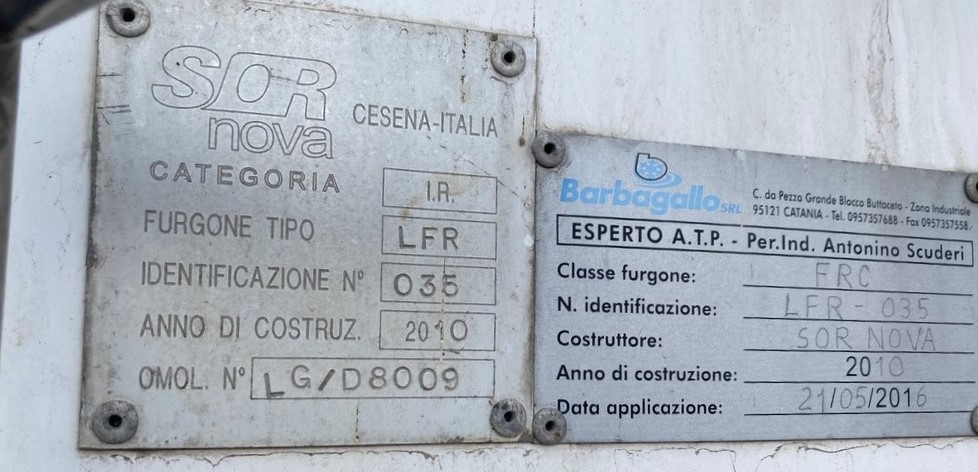 SOR
nova
CESENA-ITALIA
CATEGORIA I.R.
FURGONE TIPO LFR
IDENTIFICAZIONE N° 035
ANNO DI COSTRUZ. 2010
OMOL. N° LG/D8009
Barbagallo SRL
C. da Pezza Grande Blocco Buttaceto - Zona Industriale
95121 CATANIA - Tel. 0957357688 - Fax 0957357558
ESPERTO A.T.P. - Per.Ind. Antonino Scuderi
Classe furgone: FRC
N. identificazione: LFR-035
Costruttore: SOR NOVA
Anno di costruzione: 2010
Data applicazione: 21/05/2016